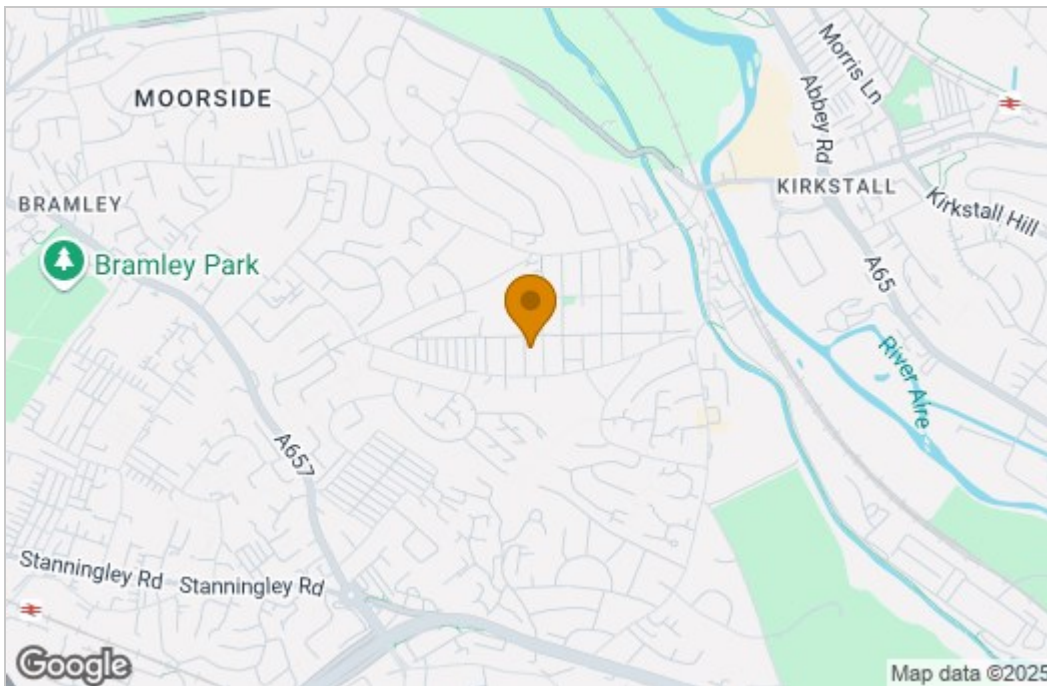 MOORSIDE
Morris Ln
Abbey Rd
KIRKSTALL
Kirkstall Hill
BRAMLEY
Bramley Park
A65
River Aire
A657
Stanningley Rd
Stanningley Rd
Google
Map data ©2025